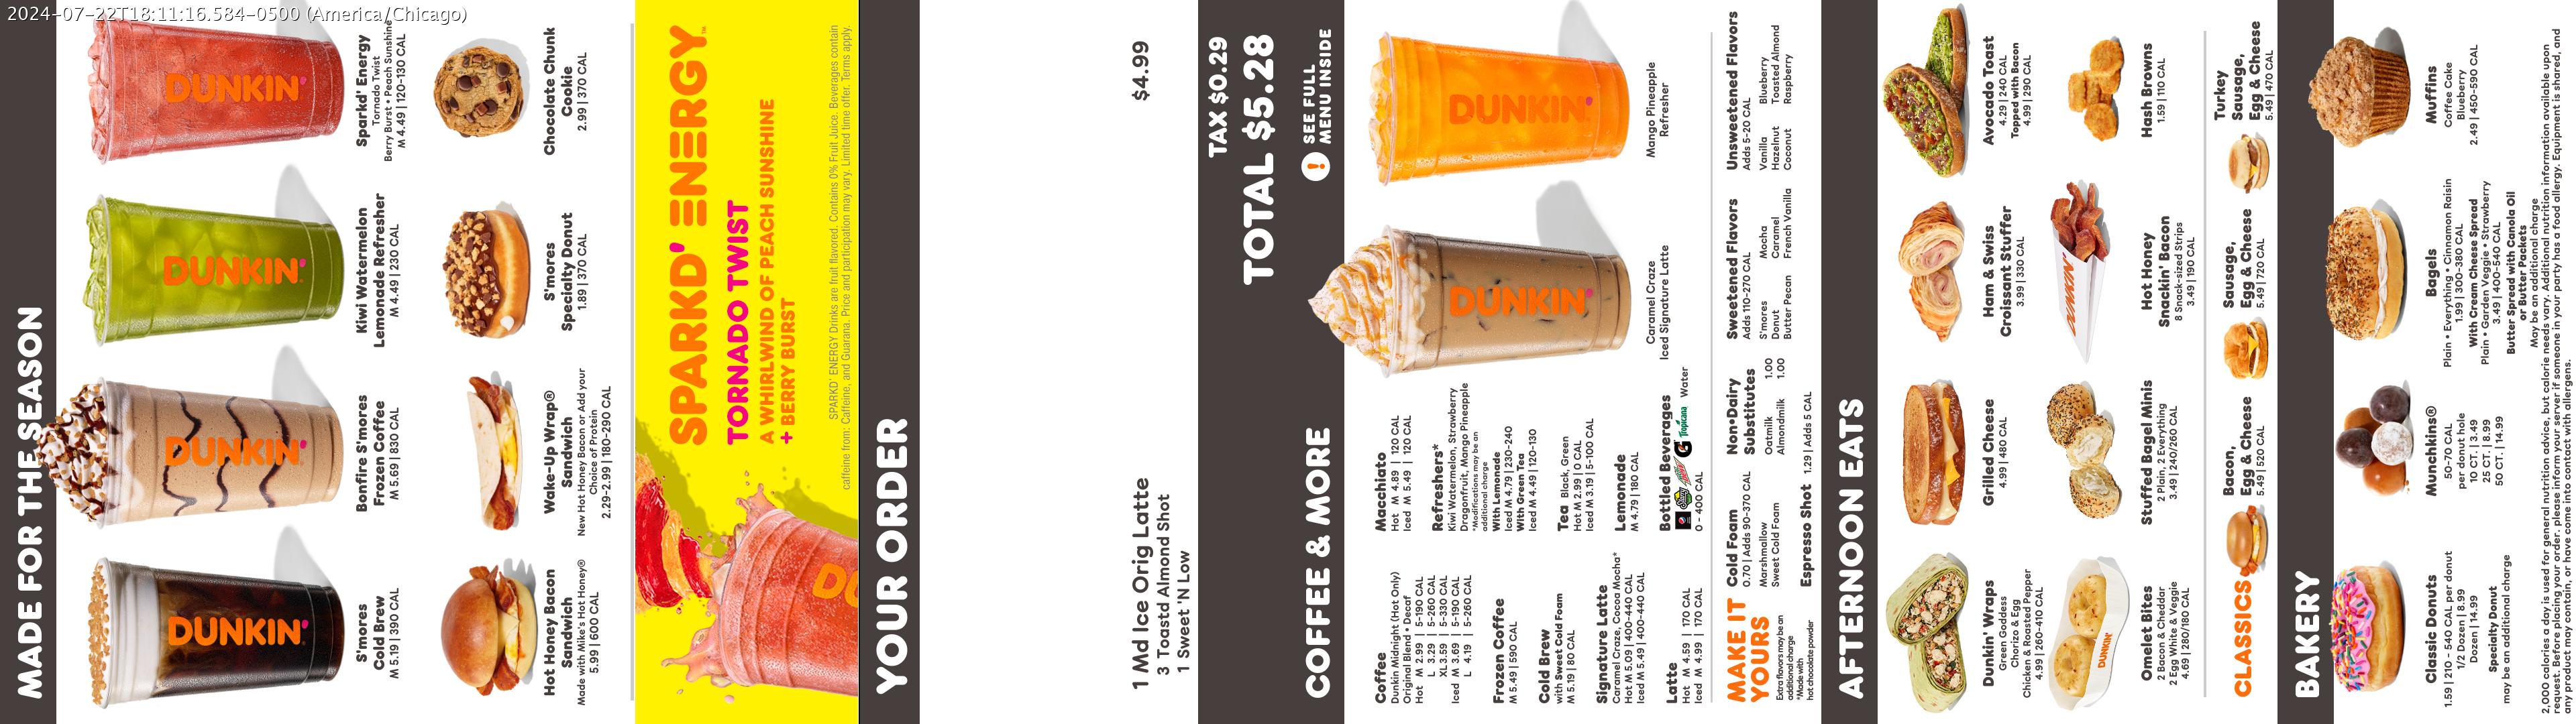 2024-07-22T18:11:16.584-0500 (America/Chicago)
MADE FOR THE SEASON
DUNKIN'
S'mores
Cold Brew
M 5.19 | 390 CAL
DUNKIN'
Bonfire S'mores
Frozen Coffee
M 5.69 | 830 CAL
DUNKIN'
Kiwi Watermelon
Lemonade Refresher
M 4.49 | 230 CAL
DUNKIN'
Sparkd' Energy
Tornado Twist
Berry Burst • Peach Sunshine
M 4.49 | 120-130 CAL
Hot Honey Bacon
Sandwich
Made with Mike's Hot Honey®
5.99 | 600 CAL
Wake-Up Wrap®
Sandwich
New Hot Honey Bacon or Add your
Choice of Protein
2.29-2.99 | 180-290 CAL
S'mores
Specialty Donut
1.89 | 370 CAL
Chocolate Chunk
Cookie
2.99 | 370 CAL
SPARKD' ENERGY™
TORNADO TWIST
A WHIRLWIND OF PEACH SUNSHINE
+ BERRY BURST
SPARKD' ENERGY Drinks are fruit flavored. Contains 0% Fruit Juice. Beverages contain
caffeine from: Caffeine, and Guarana. Price and participation may vary. Limited time offer. Terms apply.
YOUR ORDER
1 Md Ice Orig Latte $4.99
3 Toastd Almond Shot
1 Sweet 'N Low
TAX $0.29
TOTAL $5.28
COFFEE & MORE
SEE FULL
MENU INSIDE
Coffee
Dunkin Midnight (Hot Only)
Original Blend • Decaf
Hot M 2.99 | 5-190 CAL
L 3.29 | 5-260 CAL
XL 3.59 | 5-330 CAL
Iced M 3.69 | 5-190 CAL
L 4.19 | 5-260 CAL
Frozen Coffee
M 5.49 | 590 CAL
Cold Brew
with Sweet Cold Foam
M 5.19 | 80 CAL
Signature Latte
Caramel Craze, Cocoa Mocha*
Hot M 5.09 | 400-440 CAL
Iced M 5.49 | 400-440 CAL
Latte
Hot M 4.59 | 170 CAL
Iced M 4.99 | 170 CAL
Macchiato
Hot M 4.89 | 120 CAL
Iced M 5.49 | 120 CAL
Refreshers*
Kiwi Watermelon, Strawberry
Dragonfruit, Mango Pineapple
*Modifications may be an
additional charge
With Lemonade
Iced M 4.79 | 230-240
With Green Tea
Iced M 4.49 | 120-130
Tea Black, Green
Hot M 2.99 | 0 CAL
Iced M 3.19 | 5-100 CAL
Lemonade
M 4.79 | 180 CAL
Bottled Beverages
G Tropicana Water
0 - 400 CAL
DUNKIN'
Caramel Craze
Iced Signature Latte
DUNKIN'
Mango Pineapple
Refresher
MAKE IT
YOURS
Extra flavors may be an
additional charge
*Made with
hot chocolate powder
Cold Foam
0.70 | Adds 90-370 CAL
Marshmallow
Sweet Cold Foam
Espresso Shot 1.29 | Adds 5 CAL
Non-Dairy
Substitutes
Oatmilk 1.00
Almondmilk 1.00
Sweetened Flavors
Adds 110-270 CAL
S'mores Mocha
Donut Caramel
Butter Pecan French Vanilla
Unsweetened Flavors
Adds 5-20 CAL
Vanilla Blueberry
Hazelnut Toasted Almond
Coconut Raspberry
AFTERNOON EATS
Dunkin' Wraps
Green Goddess
Chorizo & Egg
Chicken & Roasted Pepper
4.99 | 260-410 CAL
Grilled Cheese
4.99 | 480 CAL
Ham & Swiss
Croissant Stuffer
3.99 | 330 CAL
Avocado Toast
4.29 | 240 CAL
Topped with Bacon
4.99 | 290 CAL
DUNKIN'
Omelet Bites
2 Bacon & Cheddar
2 Egg White & Veggie
4.69 | 280/180 CAL
Stuffed Bagel Minis
2 Plain, 2 Everything
3.49 | 240/260 CAL
DUNKIN'
Hot Honey
Snackin' Bacon
8 Snack-sized Strips
3.49 | 190 CAL
Hash Browns
1.59 | 110 CAL
CLASSICS
Bacon,
Egg & Cheese
5.49 | 520 CAL
Sausage,
Egg & Cheese
5.49 | 720 CAL
Turkey
Sausage,
Egg & Cheese
5.49 | 470 CAL
BAKERY
Classic Donuts
1.59 | 210 - 540 CAL per donut
1/2 Dozen | 8.99
Dozen | 14.99
Specialty Donut
may be an additional charge
Munchkins®
50-70 CAL
per donut hole
10 CT. | 3.49
25 CT. | 8.99
50 CT. | 14.99
Bagels
Plain • Everything • Cinnamon Raisin
1.99 | 300-380 CAL
With Cream Cheese Spread
Plain • Garden Veggie • Strawberry
3.49 | 400-540 CAL
Butter Spread with Canola Oil
or Butter Packets
May be an additional charge
Muffins
Coffee Cake
Blueberry
2.49 | 450-590 CAL
2,000 calories a day is used for general nutrition advice, but calorie needs vary. Additional nutrition information available upon
request. Before placing your order, please inform your server if someone in your party has a food allergy. Equipment is shared, and
any product may contain, or have come into contact with allergens.